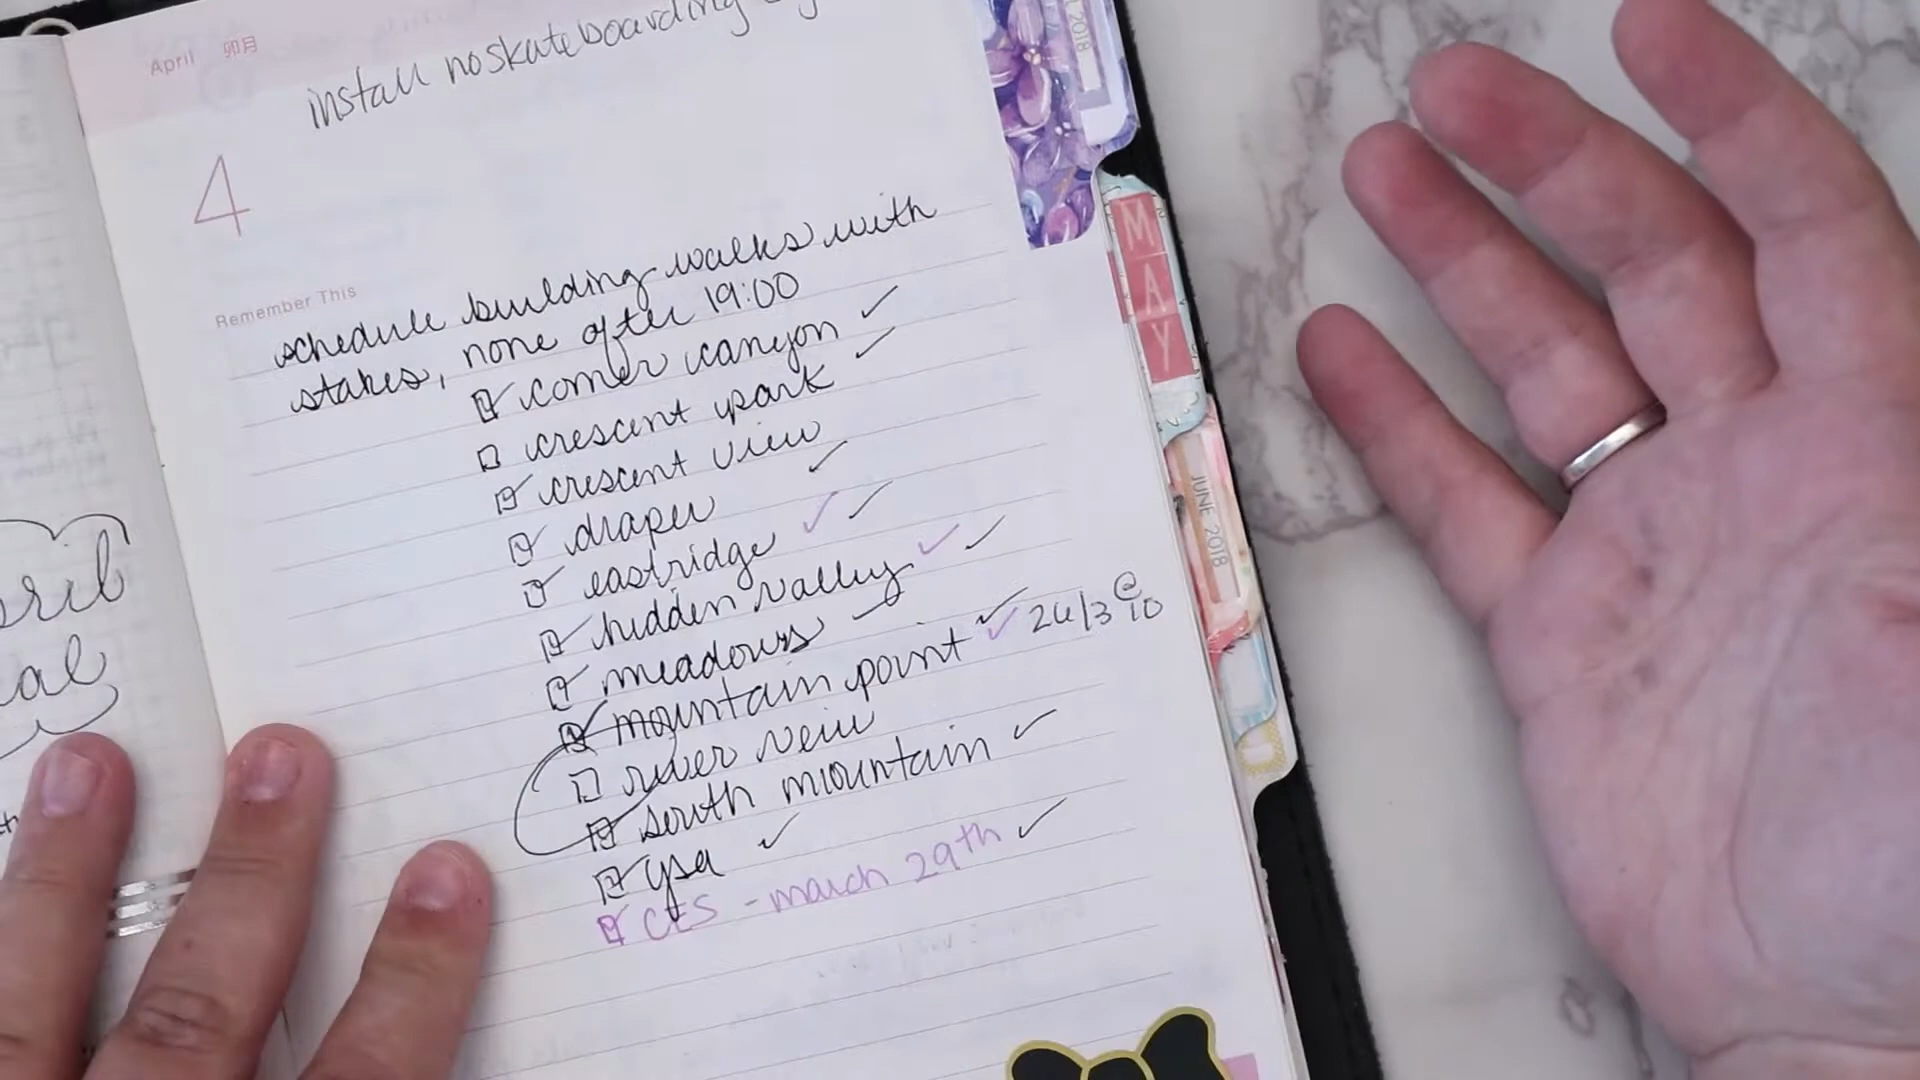 April 卯月
install no skateboarding
4
Remember This
schedule building walks with
stakes, none after 19:00
corner canyon ✓
crescent park ✓
crescent view
draper ✓
eastridge ✓ ✓
hidden valley ✓ ✓
meadows ✓
mountain point ✓ ✓ 24/3 @ 10
river veiw
south mountain ✓
ysa ✓
CES - march 29th ✓
2018
MAY
JUNE 2018